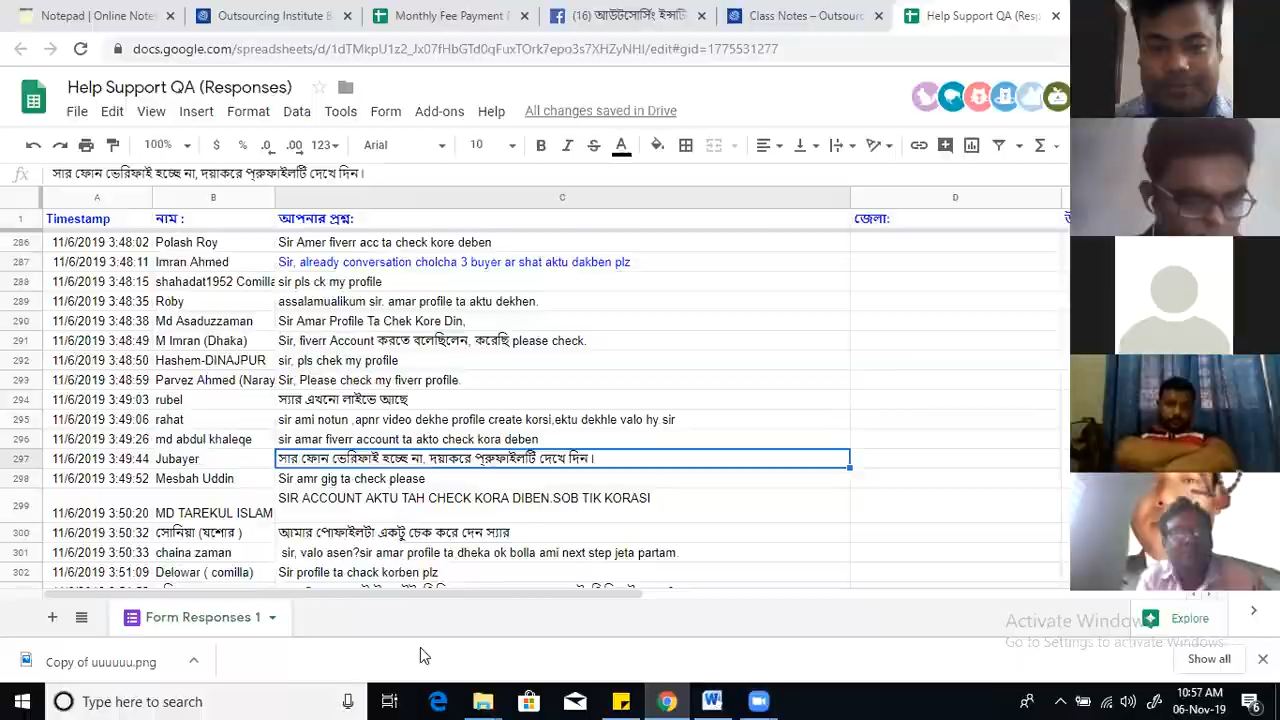 Notepad | Online Note
Outsourcing Institute B
Monthly Fee Payment
(16) আউটসোর্সিং ইন্সটি
Class Notes – Outsourc
Help Support QA (Resp
docs.google.com/spreadsheets/d/1dTMkpU1z2_Jx07fHbGTd0qFuxTOrk7epo3s7XHZyNHI/edit#gid=1775531277
Help Support QA (Responses)
File Edit View Insert Format Data Tools Form Add-ons Help All changes saved in Drive
100% $ % .0 .00 123 Arial 10 B I S A
fx সার ফোন ভেরিফাই হচ্ছে না, দয়াকরে প্রুফাইলটি দেখে দিন।
A B C D
1 Timestamp নাম : আপনার প্রশ্ন: জেলা:
286 11/6/2019 3:48:02 Polash Roy Sir Amer fiverr acc ta check kore deben
287 11/6/2019 3:48:11 Imran Ahmed Sir, already conversation cholcha 3 buyer ar shat aktu dakben plz
288 11/6/2019 3:48:15 shahadat1952 Comilla sir pls ck my profile
289 11/6/2019 3:48:35 Roby assalamualikum sir. amar profile ta aktu dekhen.
290 11/6/2019 3:48:38 Md Asaduzzaman Sir Amar Profile Ta Chek Kore Din,
291 11/6/2019 3:48:49 M Imran (Dhaka) Sir, fiverr Account করতে বলেছিলেন, করেছি please check.
292 11/6/2019 3:48:50 Hashem-DINAJPUR sir, pls chek my profile
293 11/6/2019 3:48:59 Parvez Ahmed (Naray Sir, Please check my fiverr profile.
294 11/6/2019 3:49:03 rubel স্যার এখনো লাইভে আছে
295 11/6/2019 3:49:06 rahat sir ami notun ,apnr video dekhe profile create korsi,ektu dekhle valo hy sir
296 11/6/2019 3:49:26 md abdul khaleqe sir amar fiverr account ta akto check kora deben
297 11/6/2019 3:49:44 Jubayer সার ফোন ভেরিফাই হচ্ছে না, দয়াকরে প্রুফাইলটি দেখে দিন।
298 11/6/2019 3:49:52 Mesbah Uddin Sir amr gig ta check please
299 11/6/2019 3:50:20 MD TAREKUL ISLAM SIR ACCOUNT AKTU TAH CHECK KORA DIBEN.SOB TIK KORASI
300 11/6/2019 3:50:32 সোনিয়া (যশোর ) আমার পোফাইলটা একটু চেক করে দেন স্যার
301 11/6/2019 3:50:33 chaina zaman sir, valo asen?sir amar profile ta dheka ok bolla ami next step jeta partam.
302 11/6/2019 3:51:09 Delowar ( comilla) Sir profile ta chack korben plz
Form Responses 1
Explore
Activate Windo
Go to Settings to activate Windows.
Copy of uuuuuu.png
Show all
Type here to search
10:57 AM
06-Nov-19
6